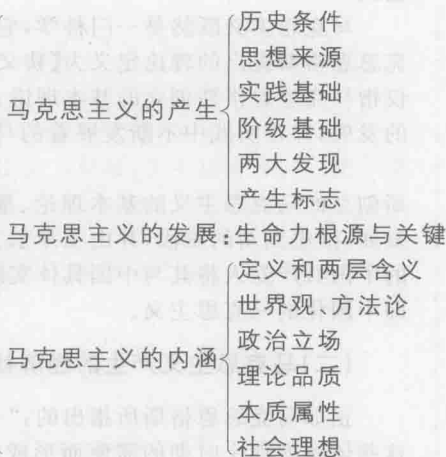 历史条件
思想来源
实践基础
马克思主义的产生
阶级基础
两大发现
产生标志
马克思主义的发展:生命力根源与关键
定义和两层含义
世界观、方法论
马克思主义的内涵
政治立场
理论品质
本质属性
社会理想